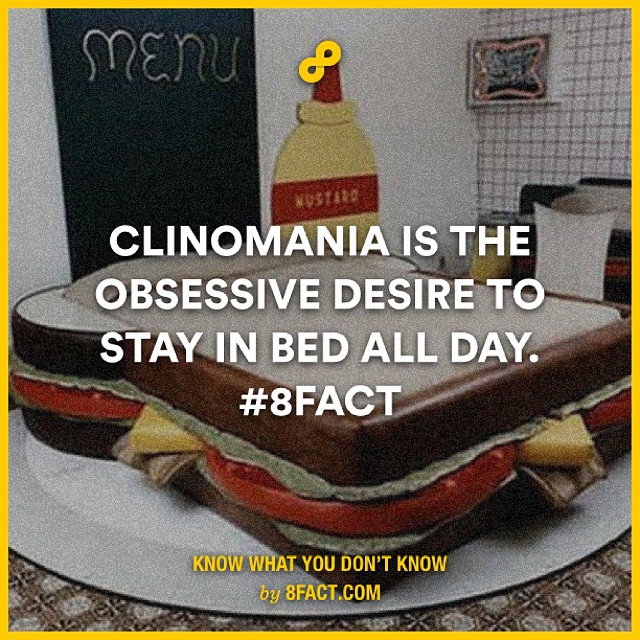 MENU
MUSTARD
CLINOMANIA IS THE
OBSESSIVE DESIRE TO
STAY IN BED ALL DAY.
#8FACT
KNOW WHAT YOU DON'T KNOW
by 8FACT.COM